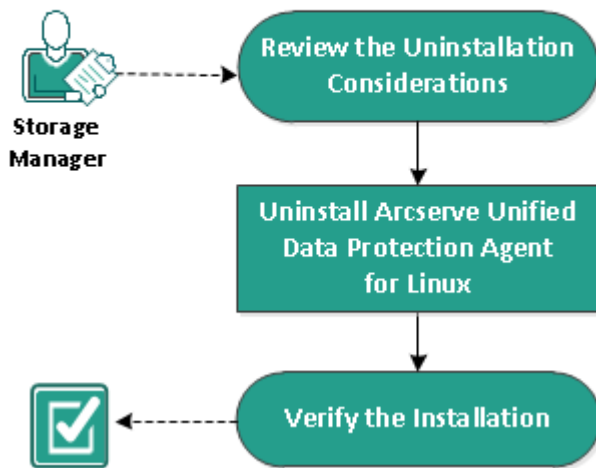 Review the Uninstallation
Considerations
Storage
Manager
Uninstall Arcserve Unified
Data Protection Agent
for Linux
Verify the Installation